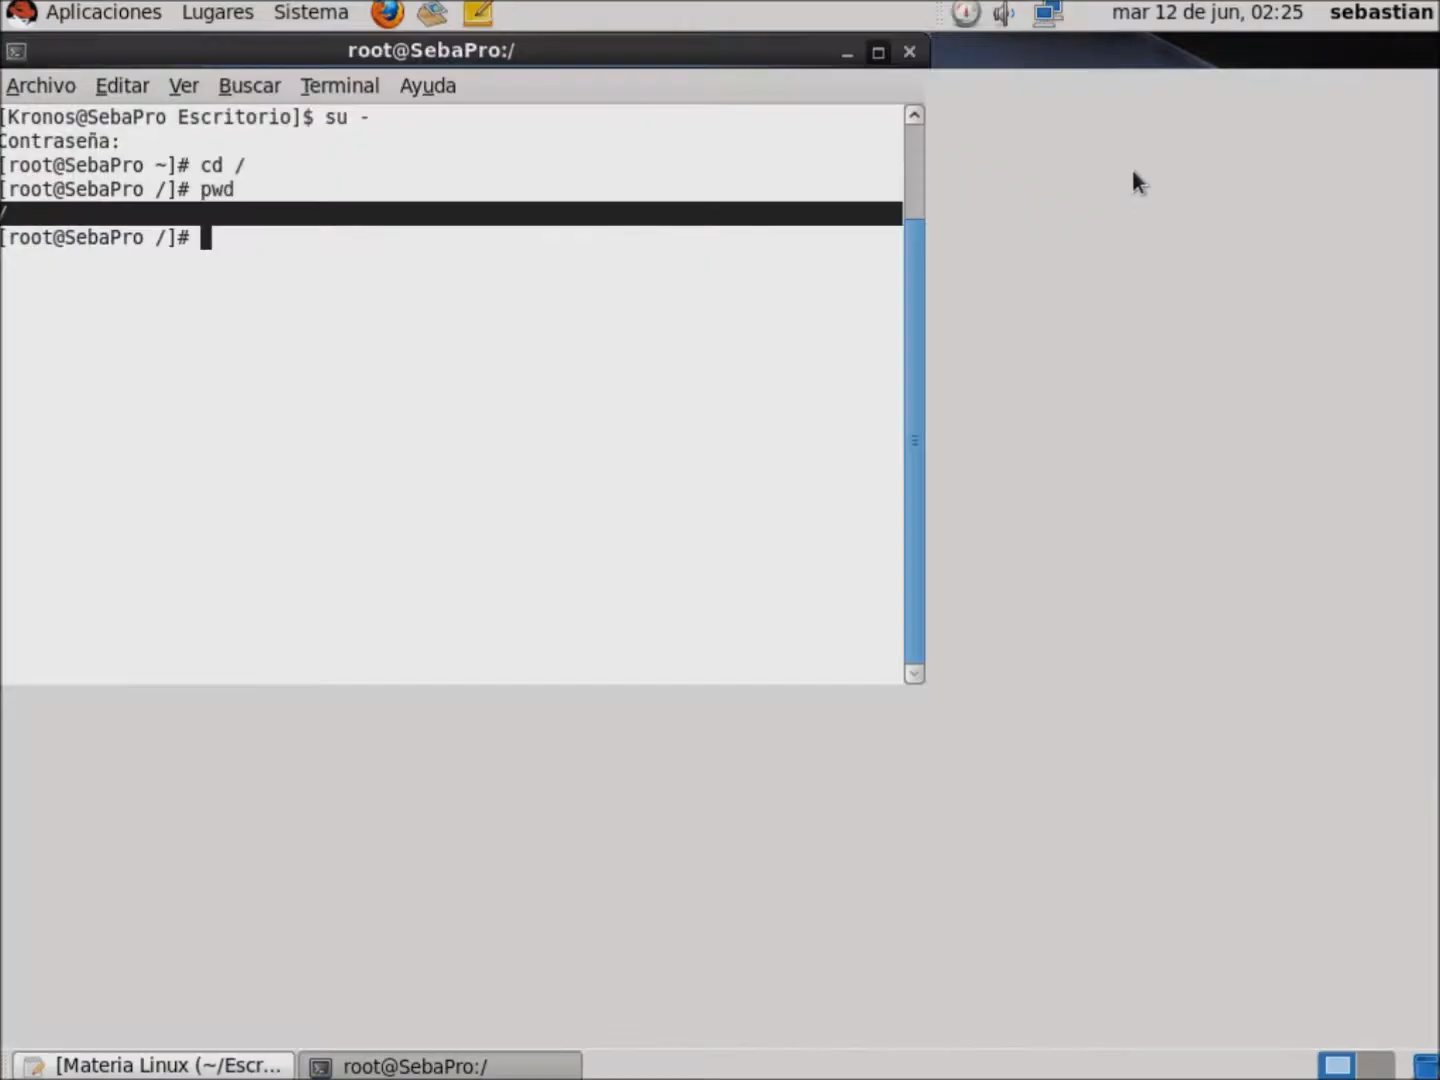 Aplicaciones Lugares Sistema mar 12 de jun, 02:25 sebastian
root@SebaPro:/
Archivo Editar Ver Buscar Terminal Ayuda
[Kronos@SebaPro Escritorio]$ su -
Contraseña:
[root@SebaPro ~]# cd /
[root@SebaPro /]# pwd
/
[root@SebaPro /]#
[Materia Linux (~/Escr... root@SebaPro:/